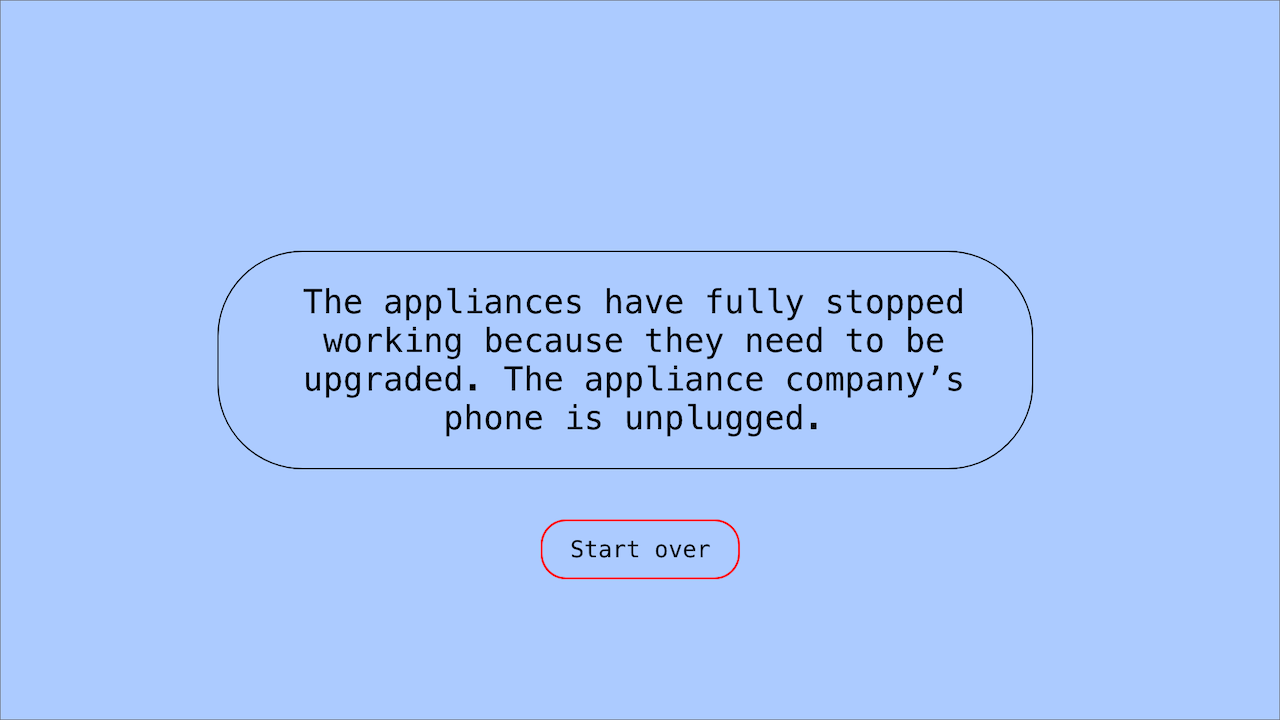 The appliances have fully stopped
working because they need to be
upgraded. The appliance company’s
phone is unplugged.
Start over